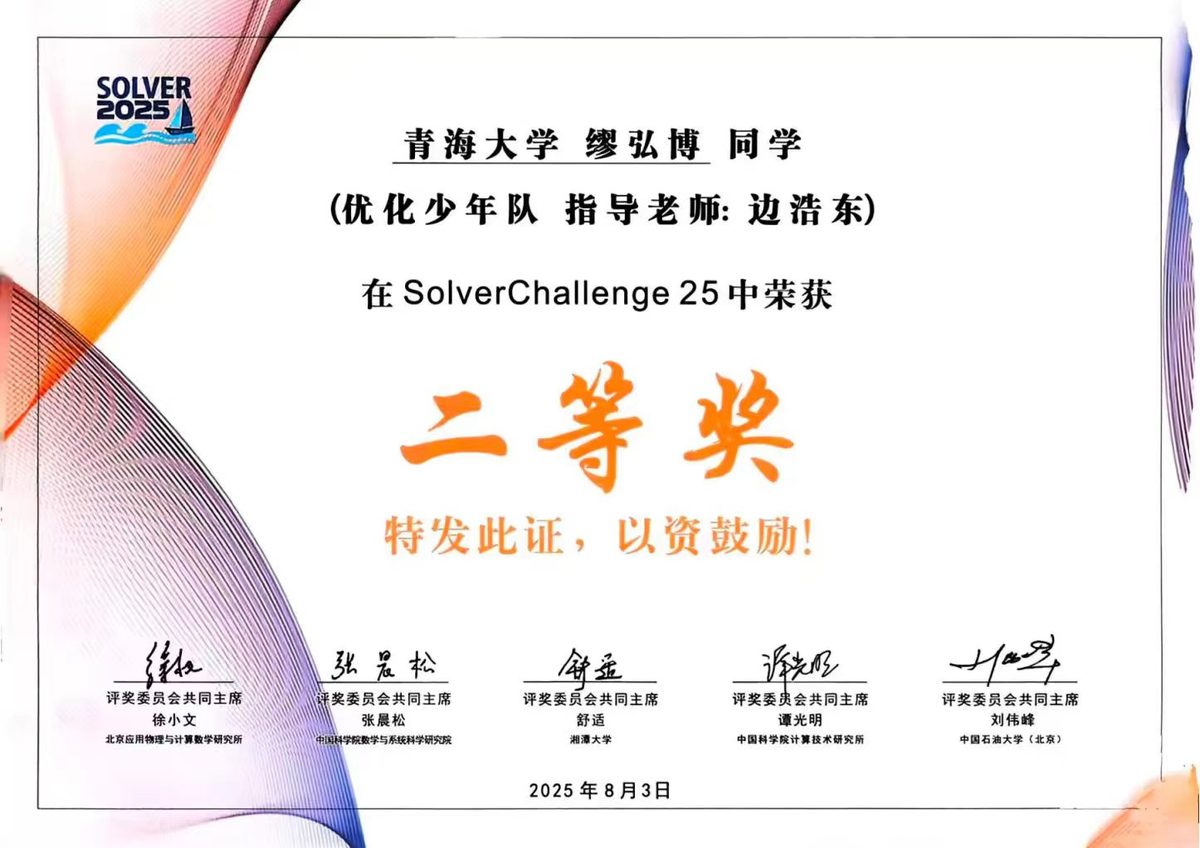 SOLVER
2025
青海大学 缪弘博 同学
(优化少年队 指导老师: 边浩东)
在 SolverChallenge 25 中荣获
二等奖
特发此证，以资鼓励!
张晨松
舒适
谭光明
评奖委员会共同主席
徐小文
北京应用物理与计算数学研究所
评奖委员会共同主席
张晨松
中国科学院数学与系统科学研究院
评奖委员会共同主席
舒适
湘潭大学
评奖委员会共同主席
谭光明
中国科学院计算技术研究所
评奖委员会共同主席
刘伟峰
中国石油大学（北京）
2025 年 8 月 3 日